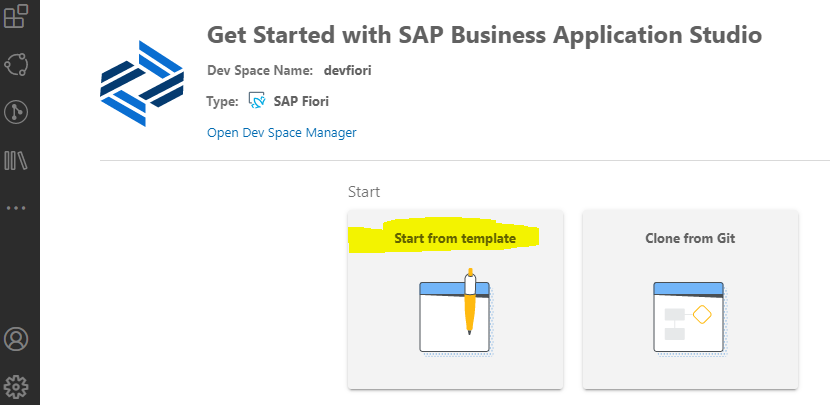 Get Started with SAP Business Application Studio
Dev Space Name: devfiori
Type: SAP Fiori
Open Dev Space Manager
Start
Start from template
Clone from Git